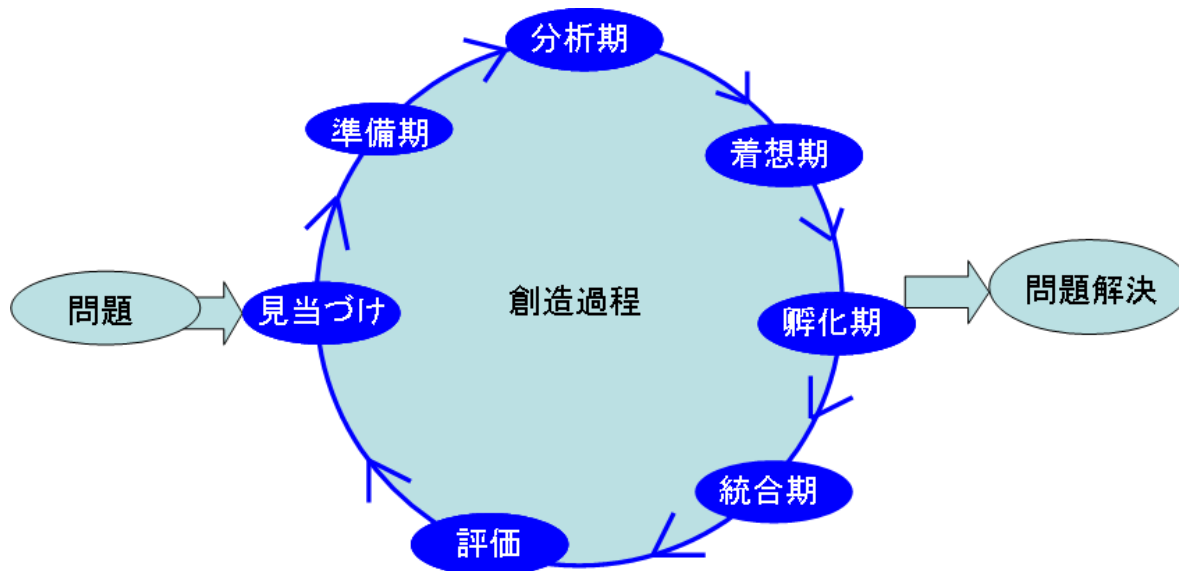 分析期
準備期
着想期
問題
見当づけ
創造過程
孵化期
問題解決
統合期
評価